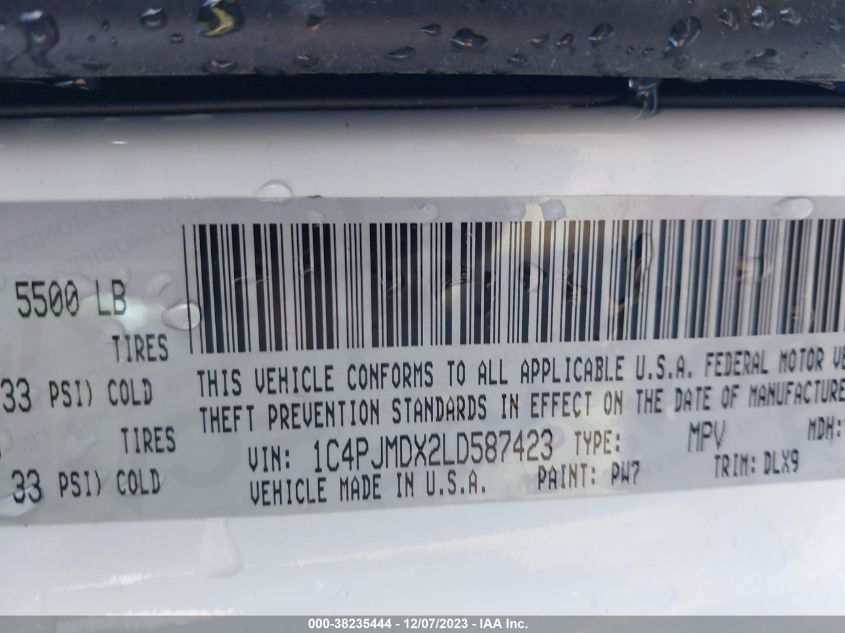 5500 LB
TIRES
33 PSI) COLD
TIRES
33 PSI) COLD
THIS VEHICLE CONFORMS TO ALL APPLICABLE U.S.A. FEDERAL MOTOR VE
THEFT PREVENTION STANDARDS IN EFFECT ON THE DATE OF MANUFACTURE
VIN: 1C4PJMDX2LD587423 TYPE: MPV MDH:
VEHICLE MADE IN U.S.A. PAINT: PW7 TRIM: DLX9
000-38235444 - 12/07/2023 - IAA Inc.